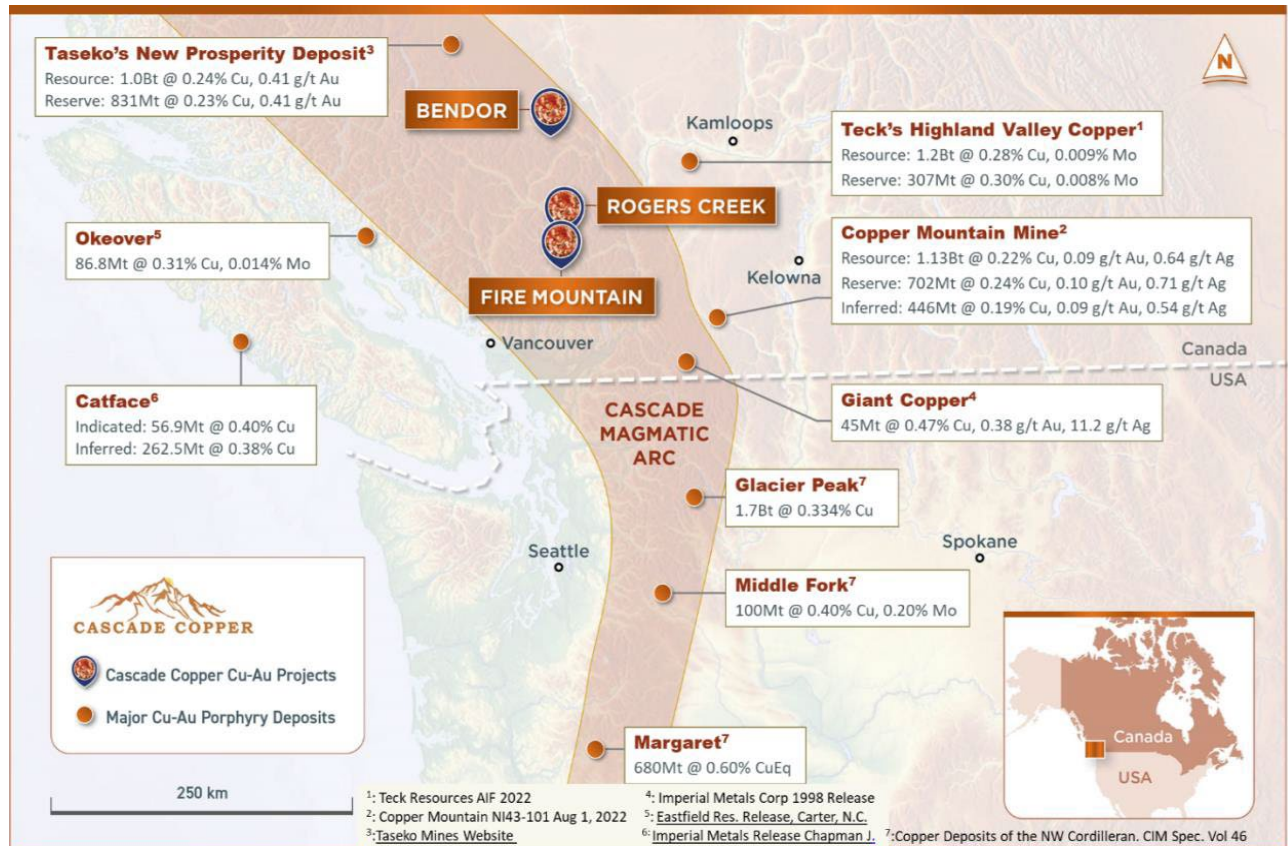 Taseko's New Prosperity Deposit³
Resource: 1.0Bt @ 0.24% Cu, 0.41 g/t Au
Reserve: 831Mt @ 0.23% Cu, 0.41 g/t Au
N
BENDOR
Kamloops
Teck's Highland Valley Copper¹
Resource: 1.2Bt @ 0.28% Cu, 0.009% Mo
Reserve: 307Mt @ 0.30% Cu, 0.008% Mo
ROGERS CREEK
Okeover⁵
86.8Mt @ 0.31% Cu, 0.014% Mo
Copper Mountain Mine²
Resource: 1.13Bt @ 0.22% Cu, 0.09 g/t Au, 0.64 g/t Ag
Reserve: 702Mt @ 0.24% Cu, 0.10 g/t Au, 0.71 g/t Ag
Inferred: 446Mt @ 0.19% Cu, 0.09 g/t Au, 0.54 g/t Ag
Kelowna
FIRE MOUNTAIN
Vancouver
Canada
USA
Catface⁶
Indicated: 56.9Mt @ 0.40% Cu
Inferred: 262.5Mt @ 0.38% Cu
Giant Copper⁴
45Mt @ 0.47% Cu, 0.38 g/t Au, 11.2 g/t Ag
CASCADE
MAGMATIC
ARC
Glacier Peak⁷
1.7Bt @ 0.334% Cu
Seattle
Spokane
Middle Fork⁷
100Mt @ 0.40% Cu, 0.20% Mo
CASCADE COPPER
Cascade Copper Cu-Au Projects
Major Cu-Au Porphyry Deposits
Canada
USA
Margaret⁷
680Mt @ 0.60% CuEq
250 km
¹: Teck Resources AIF 2022
²: Copper Mountain NI43-101 Aug 1, 2022
³:Taseko Mines Website
⁴: Imperial Metals Corp 1998 Release
⁵: Eastfield Res. Release, Carter, N.C.
⁶: Imperial Metals Release Chapman J.
⁷:Copper Deposits of the NW Cordilleran. CIM Spec. Vol 46